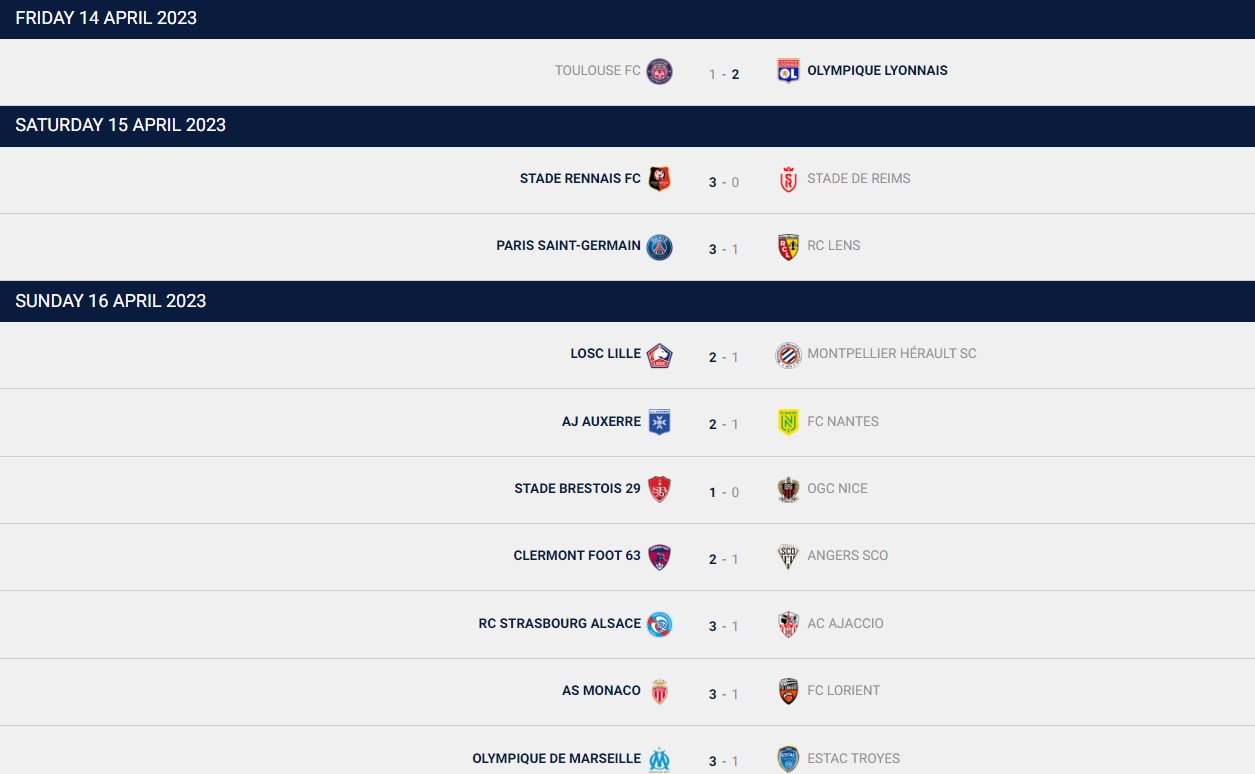 FRIDAY 14 APRIL 2023
TOULOUSE FC 1 - 2 OLYMPIQUE LYONNAIS
SATURDAY 15 APRIL 2023
STADE RENNAIS FC 3 - 0 STADE DE REIMS
PARIS SAINT-GERMAIN 3 - 1 RC LENS
SUNDAY 16 APRIL 2023
LOSC LILLE 2 - 1 MONTPELLIER HÉRAULT SC
AJ AUXERRE 2 - 1 FC NANTES
STADE BRESTOIS 29 1 - 0 OGC NICE
CLERMONT FOOT 63 2 - 1 ANGERS SCO
RC STRASBOURG ALSACE 3 - 1 AC AJACCIO
AS MONACO 3 - 1 FC LORIENT
OLYMPIQUE DE MARSEILLE 3 - 1 ESTAC TROYES